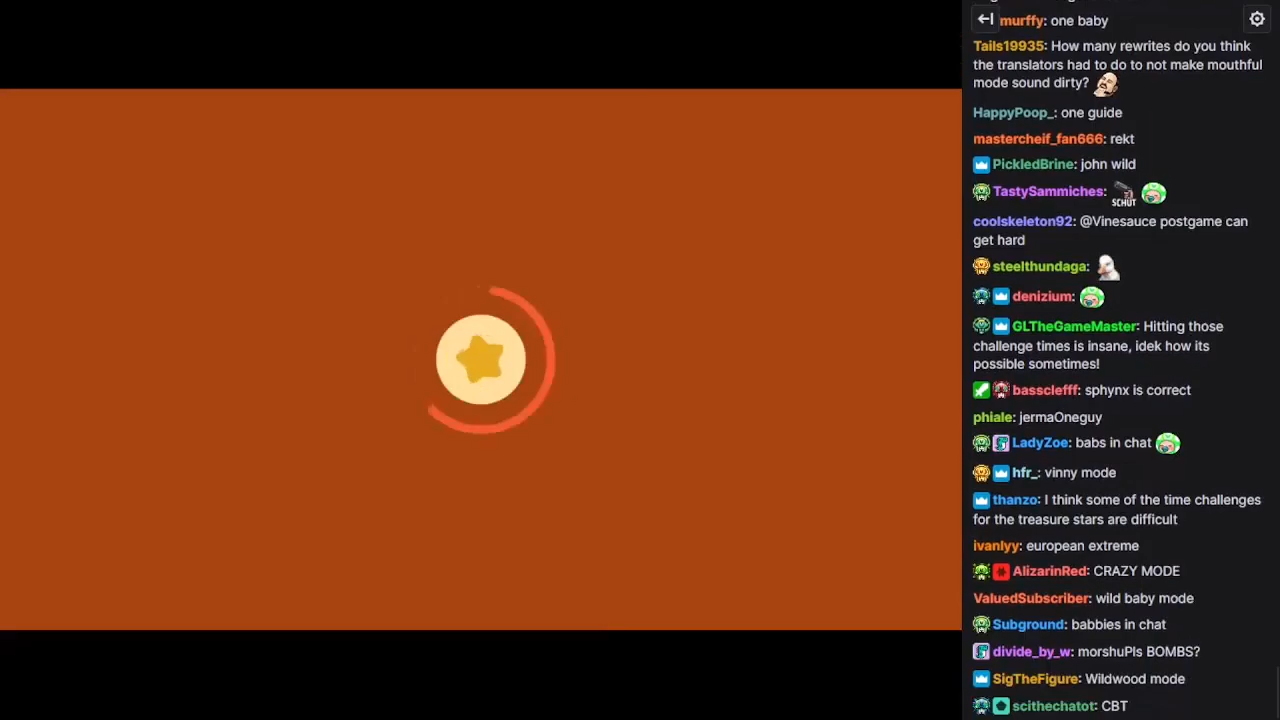 murffy: one baby
Tails19935: How many rewrites do you think
the translators had to do to not make mouthful
mode sound dirty?
HappyPoop_: one guide
mastercheif_fan666: rekt
PickledBrine: john wild
TastySammiches: SCHUT
coolskeleton92: @Vinesauce postgame can
get hard
steelthundaga:
denizium:
GLTheGameMaster: Hitting those
challenge times is insane, idek how its
possible sometimes!
bassclefff: sphynx is correct
phiale: jermaOneguy
LadyZoe: babs in chat
hfr_: vinny mode
thanzo: I think some of the time challenges
for the treasure stars are difficult
ivanlyy: european extreme
AlizarinRed: CRAZY MODE
ValuedSubscriber: wild baby mode
Subground: babbies in chat
divide_by_w: morshuPls BOMBS?
SigTheFigure: Wildwood mode
scithechatot: CBT